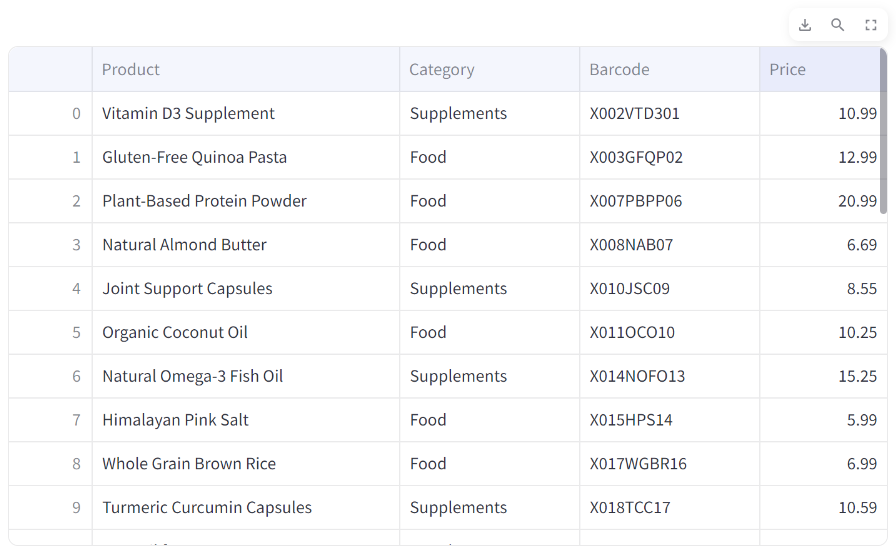 Product Category Barcode Price
0 Vitamin D3 Supplement Supplements X002VTD301 10.99
1 Gluten-Free Quinoa Pasta Food X003GFQP02 12.99
2 Plant-Based Protein Powder Food X007PBPP06 20.99
3 Natural Almond Butter Food X008NAB07 6.69
4 Joint Support Capsules Supplements X010JSC09 8.55
5 Organic Coconut Oil Food X011OCO10 10.25
6 Natural Omega-3 Fish Oil Supplements X014NOFO13 15.25
7 Himalayan Pink Salt Food X015HPS14 5.99
8 Whole Grain Brown Rice Food X017WGBR16 6.99
9 Turmeric Curcumin Capsules Supplements X018TCC17 10.59